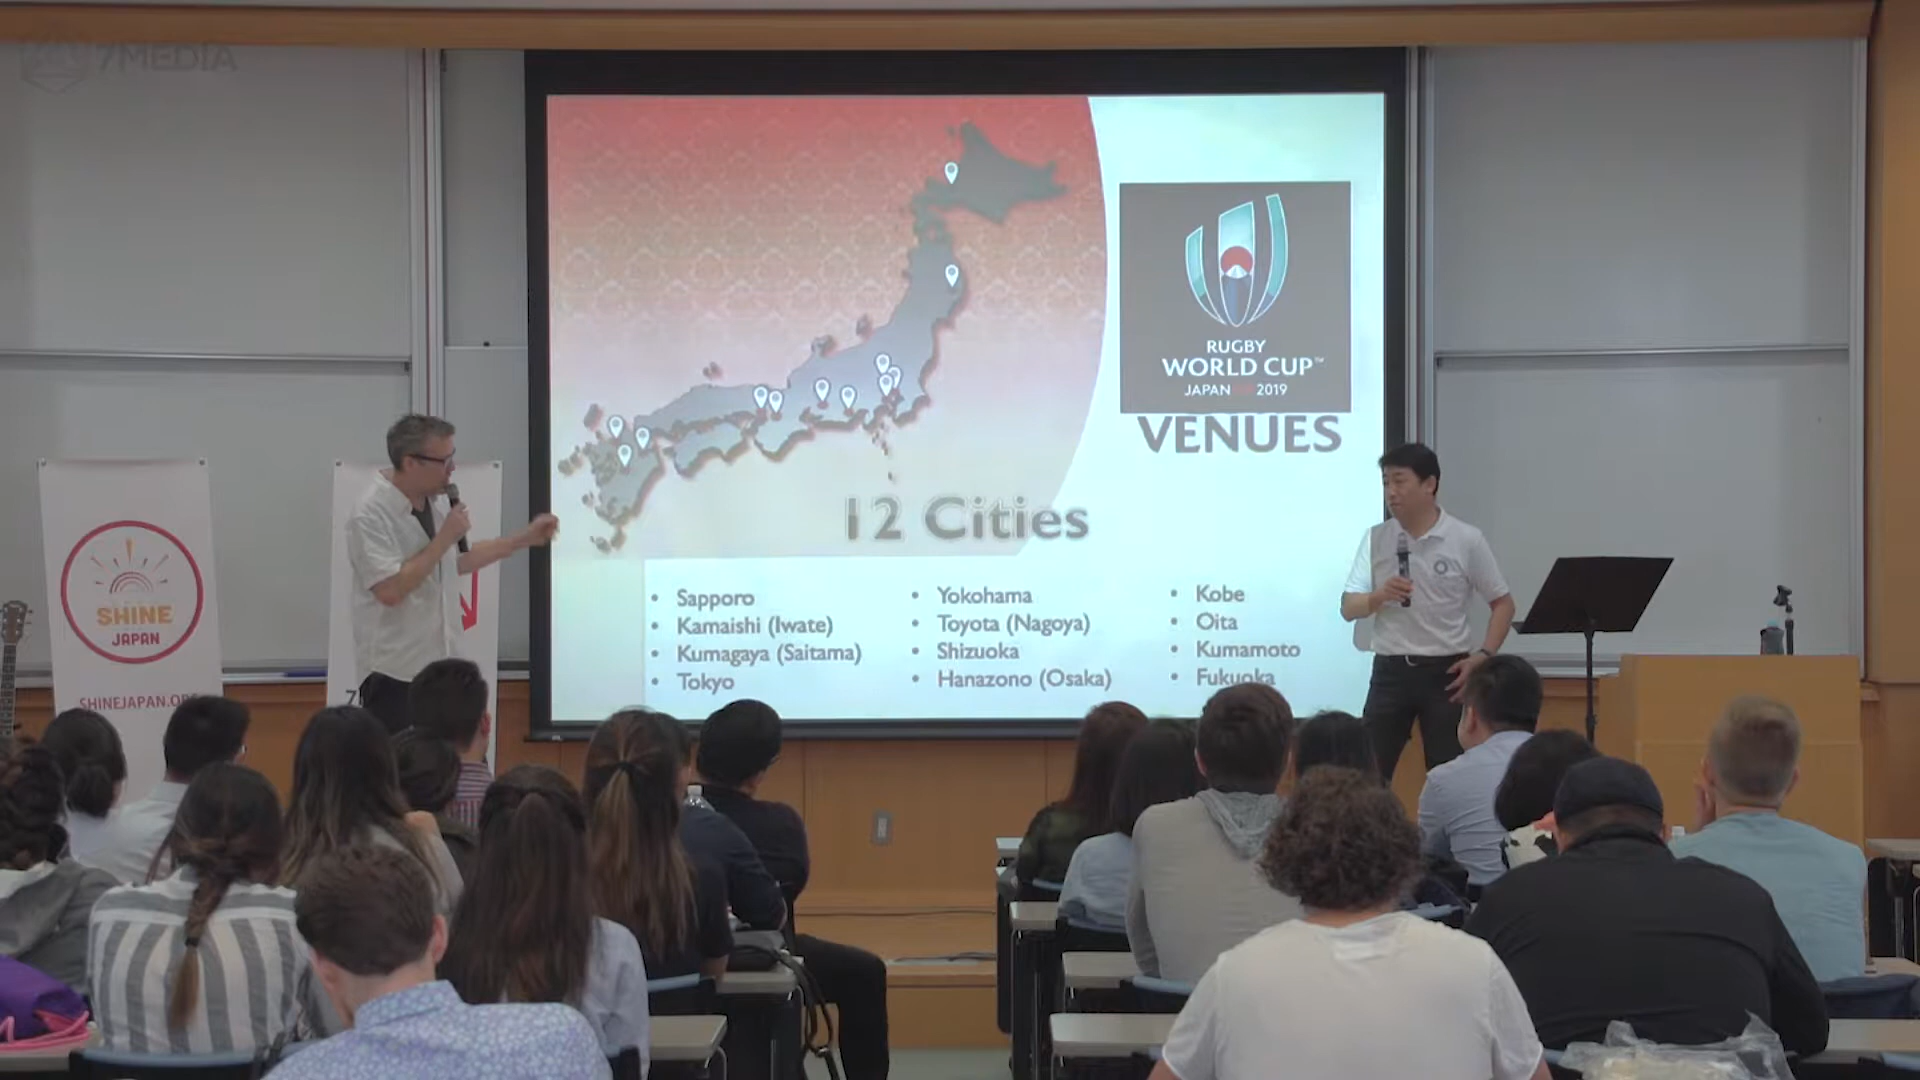 7MEDIA
RUGBY
WORLD CUP™
JAPAN 2019
VENUES
12 Cities
• Sapporo
• Kamaishi (Iwate)
• Kumagaya (Saitama)
• Tokyo
• Yokohama
• Toyota (Nagoya)
• Shizuoka
• Hanazono (Osaka)
• Kobe
• Oita
• Kumamoto
• Fukuoka
SHINE
JAPAN
SHINEJAPAN.ORG
7